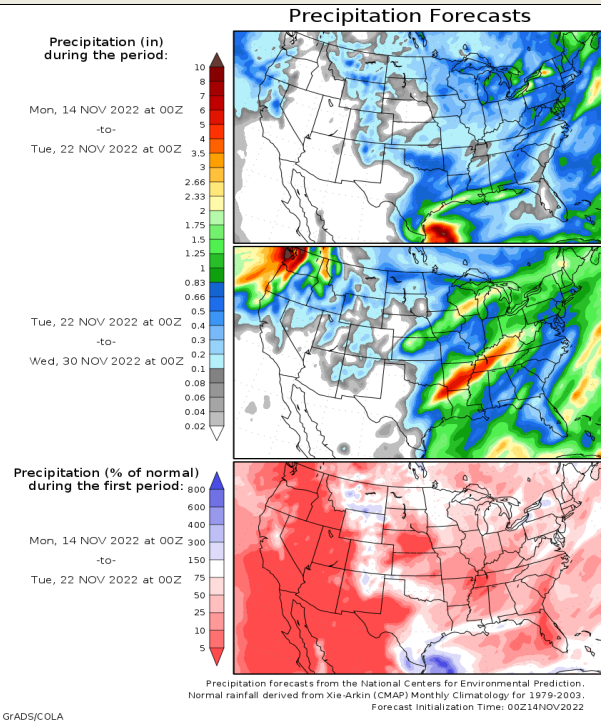 Precipitation Forecasts
Precipitation (in)
during the period:
Mon, 14 NOV 2022 at 00Z
-to-
Tue, 22 NOV 2022 at 00Z
10
8
7
6
5
4
3.5
3
2.66
2.33
2
1.75
1.5
1.25
1
0.83
0.66
0.5
0.4
0.3
0.2
0.1
0.08
0.06
0.04
0.02
Tue, 22 NOV 2022 at 00Z
-to-
Wed, 30 NOV 2022 at 00Z
Precipitation (% of normal)
during the first period:
Mon, 14 NOV 2022 at 00Z
-to-
Tue, 22 NOV 2022 at 00Z
800
600
400
300
150
75
50
25
10
5
Precipitation forecasts from the National Centers for Environmental Prediction.
Normal rainfall derived from Xie-Arkin (CMAP) Monthly Climatology for 1979-2003.
Forecast Initialization Time: 00Z14NOV2022
GrADS/COLA